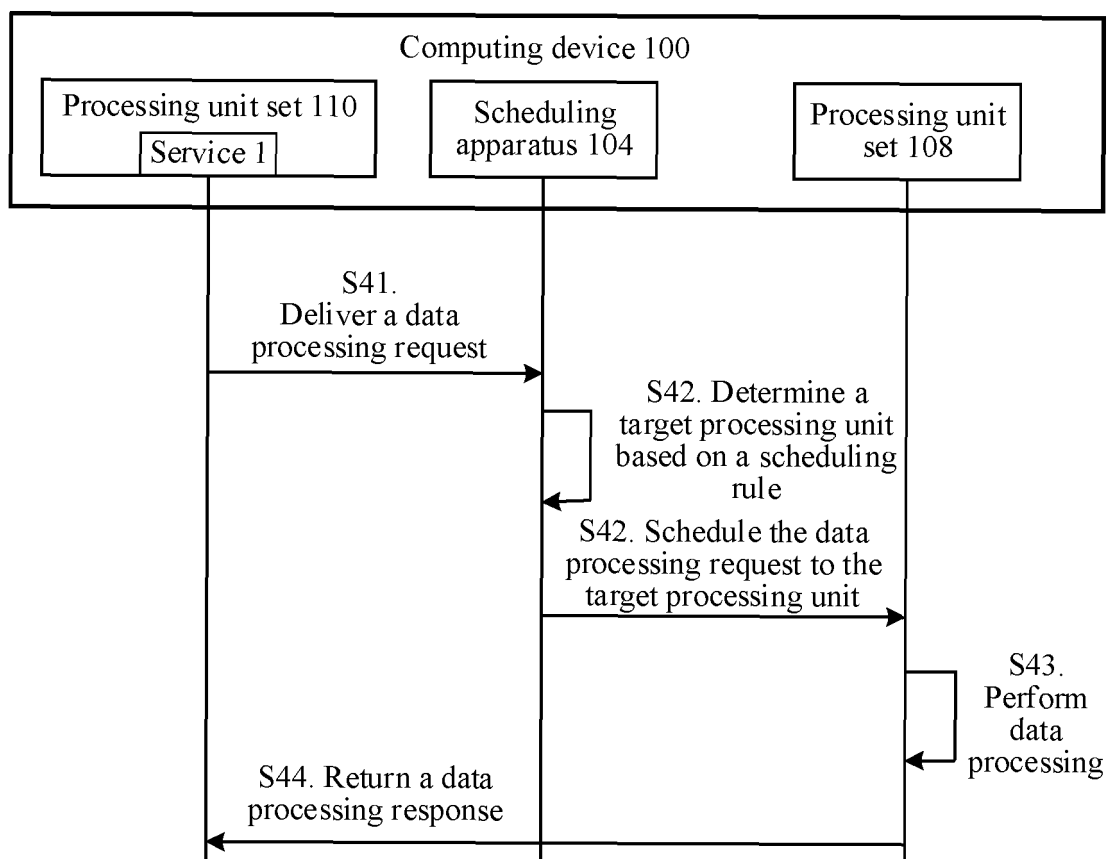 Computing device 100
Processing unit set 110
Service 1
Scheduling
apparatus 104
Processing unit
set 108
S41.
Deliver a data
processing request
S42. Determine a
target processing unit
based on a scheduling
rule
S42. Schedule the data
processing request to the
target processing unit
S43.
Perform
data
processing
S44. Return a data
processing response